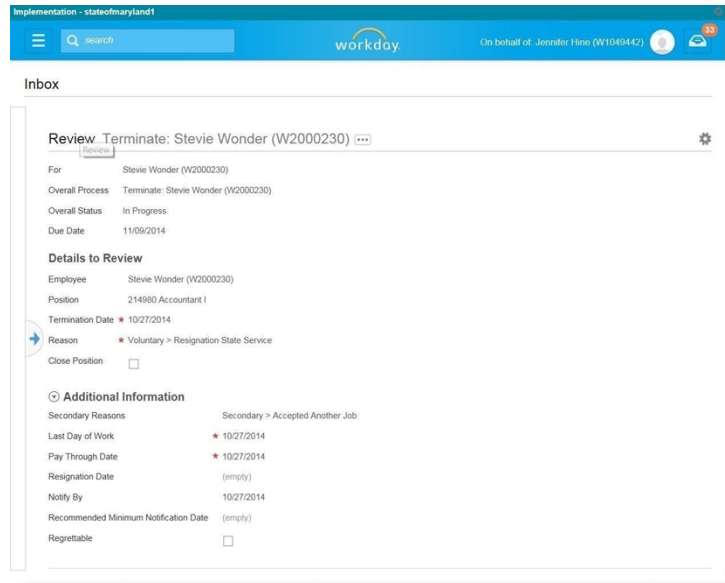 Implementation - stateofmaryland1
search
workday.
On behalf of: Jennifer Hine (W1049442)
33
Inbox
Review Terminate: Stevie Wonder (W2000230)
Review
For Stevie Wonder (W2000230)
Overall Process Terminate: Stevie Wonder (W2000230)
Overall Status In Progress
Due Date 11/09/2014
Details to Review
Employee Stevie Wonder (W2000230)
Position 214980 Accountant I
Termination Date * 10/27/2014
Reason * Voluntary > Resignation State Service
Close Position
Additional Information
Secondary Reasons Secondary > Accepted Another Job
Last Day of Work * 10/27/2014
Pay Through Date * 10/27/2014
Resignation Date (empty)
Notify By 10/27/2014
Recommended Minimum Notification Date (empty)
Regrettable